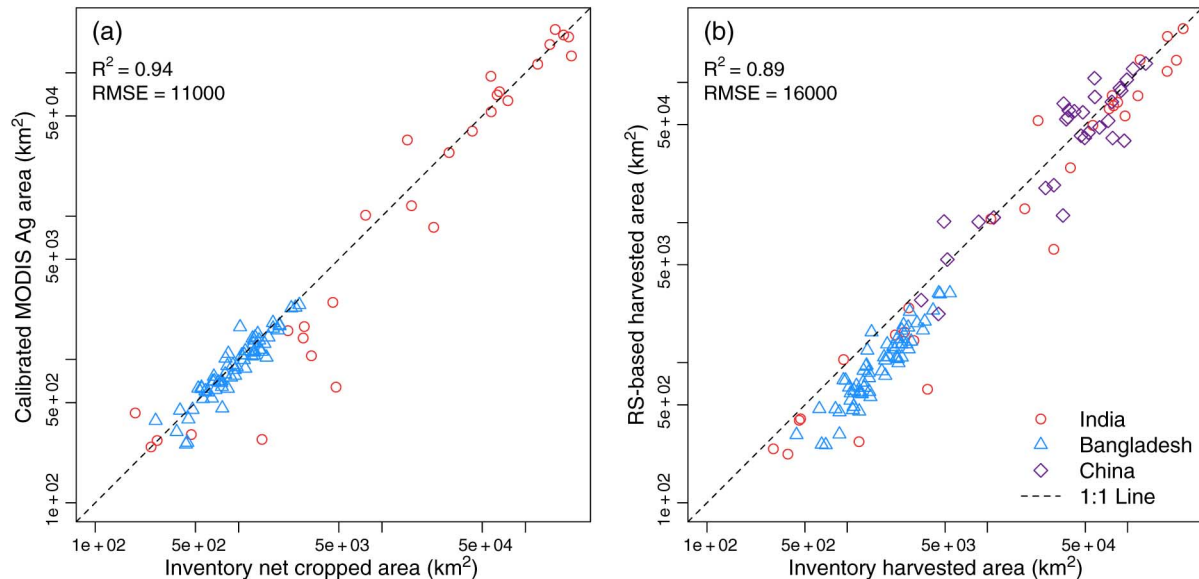 (a)
R² = 0.94
RMSE = 11000
Calibrated MODIS Ag area (km²)
5e+04
5e+03
5e+02
1e+02
1e+02 5e+02 5e+03 5e+04
Inventory net cropped area (km²)
(b)
R² = 0.89
RMSE = 16000
RS-based harvested area (km²)
5e+04
5e+03
5e+02
1e+02
India
Bangladesh
China
1:1 Line
1e+02 5e+02 5e+03 5e+04
Inventory harvested area (km²)